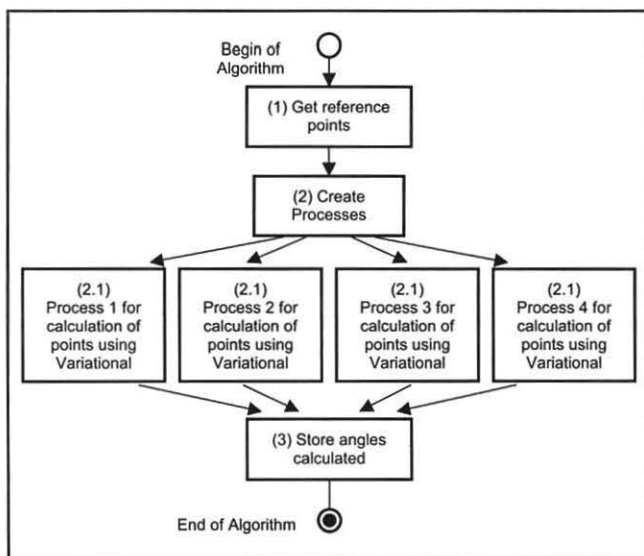 Begin of
Algorithm
(1) Get reference
points
(2) Create
Processes
(2.1)
Process 1 for
calculation of
points using
Variational
(2.1)
Process 2 for
calculation of
points using
Variational
(2.1)
Process 3 for
calculation of
points using
Variational
(2.1)
Process 4 for
calculation of
points using
Variational
(3) Store angles
calculated
End of Algorithm